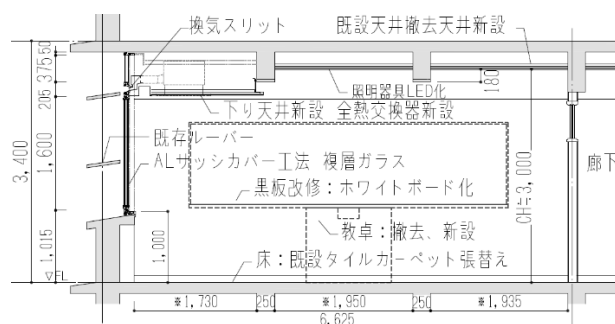 換気スリット
既設天井撤去天井新設
50
375
205
1,600
3,400
1,015
▽FL
180
照明器具LED化
下り天井新設 全熱交換器新設
既存ルーバー
ALサッシカバー工法 複層ガラス
黒板改修:ホワイトボード化
CH≒3,000
廊下
教卓:撤去、新設
1,000
床:既設タイルカーペット張替え
※1,730
250
※1,950
250
※1,935
6,625